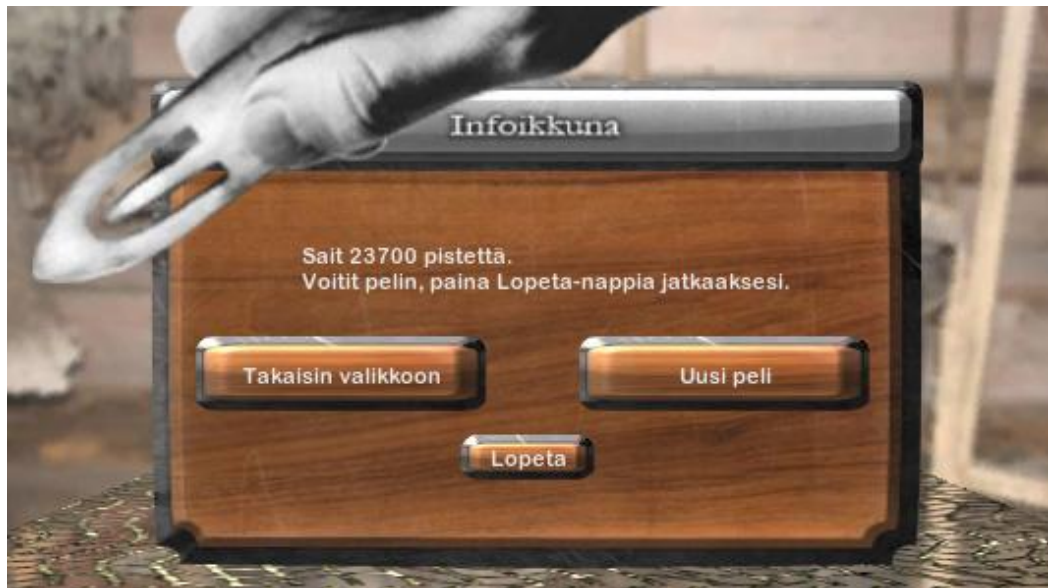 Infoikkuna
Sait 23700 pistettä.
Voitit pelin, paina Lopeta-nappia jatkaaksesi.
Takaisin valikkoon
Uusi peli
Lopeta